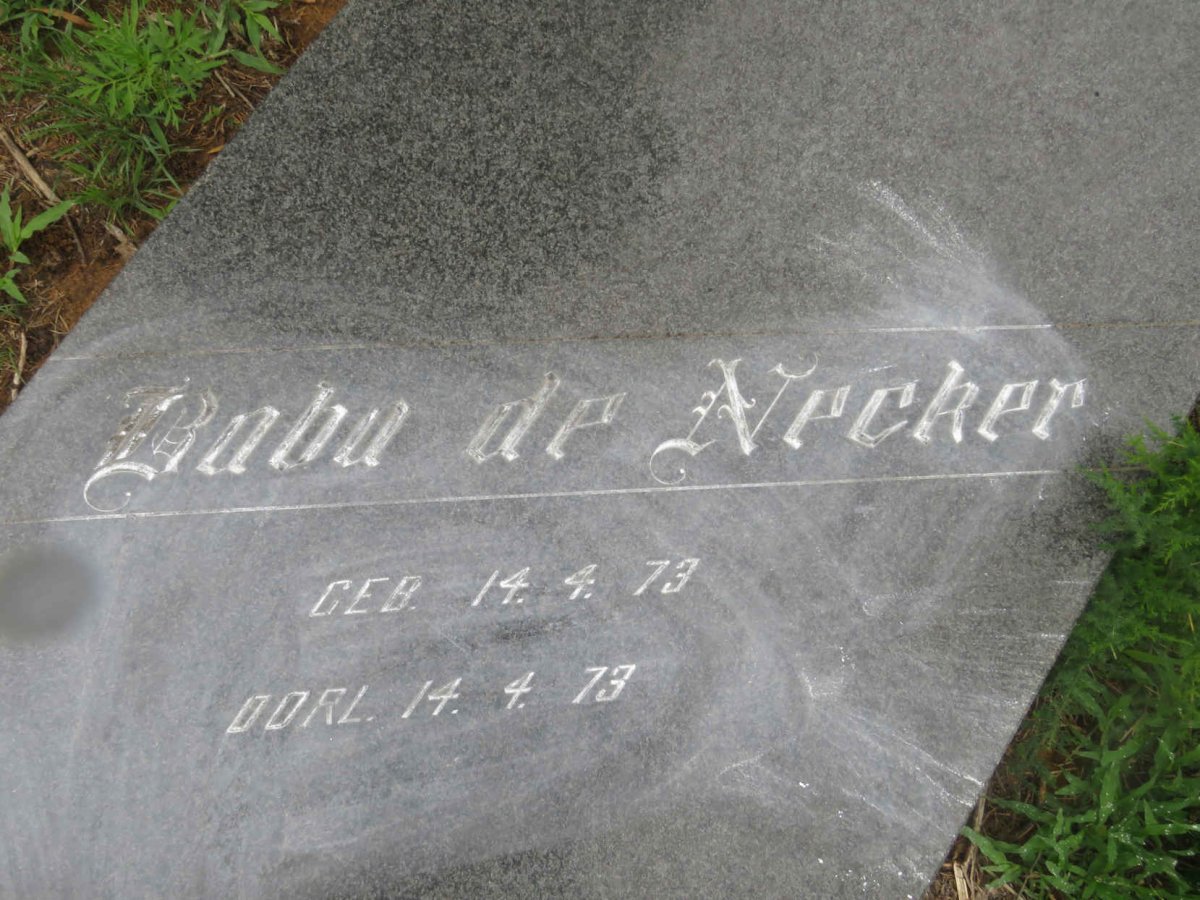 Baba de Necker
GEB. 14. 4. 73
OORL. 14. 4. 73